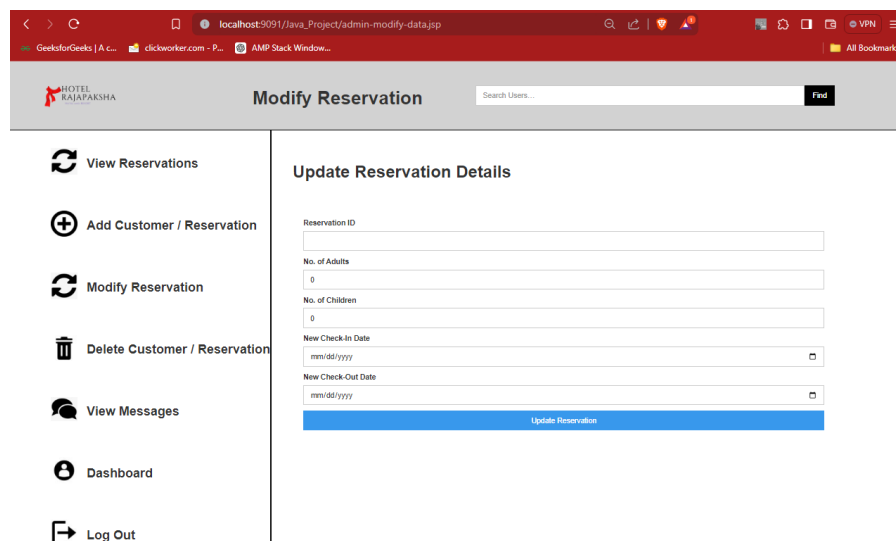 localhost:9091/Java_Project/admin-modify-data.jsp
VPN
GeeksforGeeks | A c...
clickworker.com - P...
AMP Stack Window...
All Bookmark
HOTEL
RAJAPAKSHA
Modify Reservation
Search Users...
Find
View Reservations
Add Customer / Reservation
Modify Reservation
Delete Customer / Reservation
View Messages
Dashboard
Log Out
Update Reservation Details
Reservation ID
No. of Adults
0
No. of Children
0
New Check-In Date
mm/dd/yyyy
New Check-Out Date
mm/dd/yyyy
Update Reservation